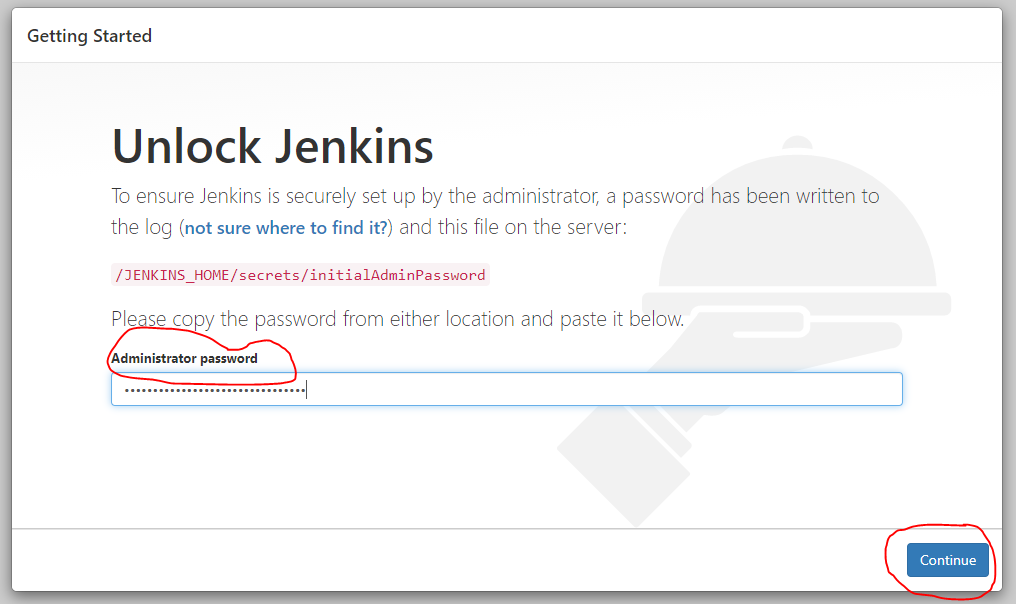 Getting Started
Unlock Jenkins
To ensure Jenkins is securely set up by the administrator, a password has been written to
the log (not sure where to find it?) and this file on the server:
/JENKINS_HOME/secrets/initialAdminPassword
Please copy the password from either location and paste it below.
Administrator password
Continue